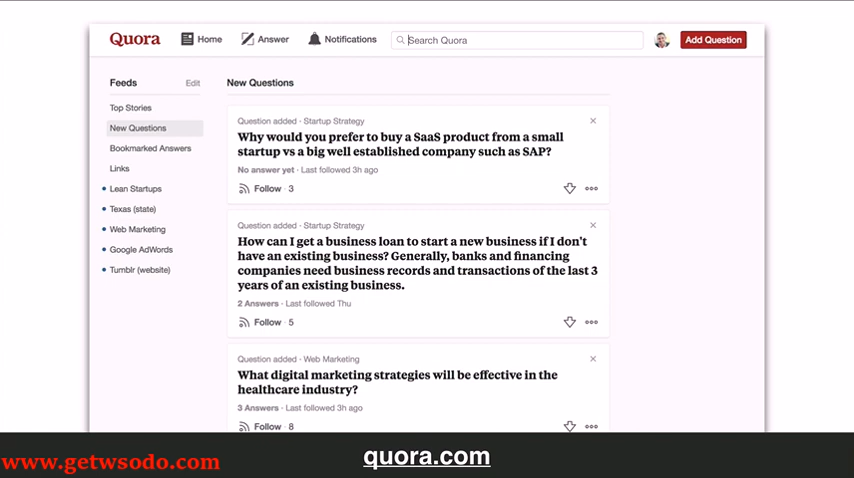 Quora
Home
Answer
Notifications
Search Quora
Add Question
Feeds
Edit
Top Stories
New Questions
Bookmarked Answers
Links
Lean Startups
Texas (state)
Web Marketing
Google AdWords
Tumblr (website)
New Questions
Question added · Startup Strategy
Why would you prefer to buy a SaaS product from a small
startup vs a big well established company such as SAP?
No answer yet · Last followed 3h ago
Follow · 3
Question added · Startup Strategy
How can I get a business loan to start a new business if I don't
have an existing business? Generally, banks and financing
companies need business records and transactions of the last 3
years of an existing business.
2 Answers · Last followed Thu
Follow · 5
Question added · Web Marketing
What digital marketing strategies will be effective in the
healthcare industry?
3 Answers · Last followed 3h ago
Follow · 8
www.getwsodo.com
quora.com